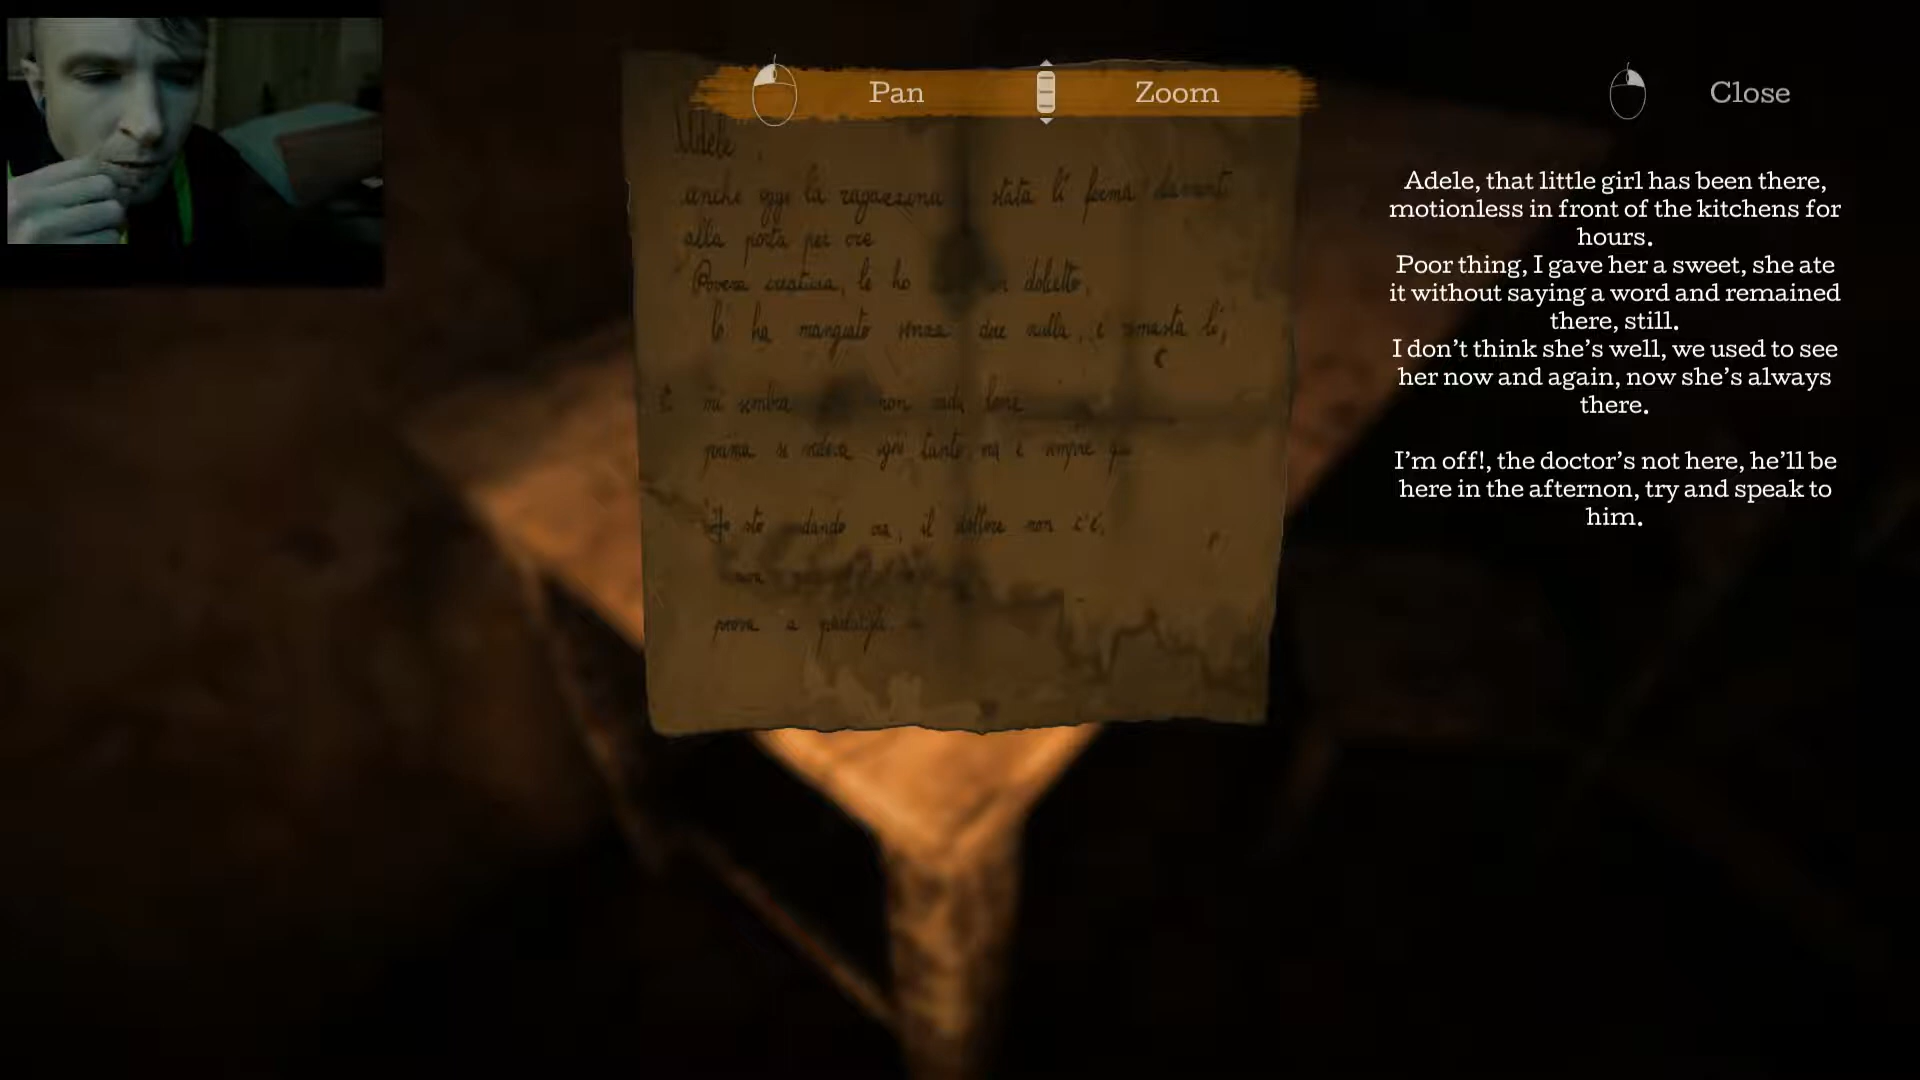 Pan
Zoom
Close
Adele,
anche oggi la ragazzina stata lì ferma davanti
alla porta per ore
Povera creatura, le ho dolcetto,
lo ha mangiato senza dire nulla, è rimasta lì,
mi sembra non bene
prima si vedeva ogni tanto è sempre qui
Io sto andando il dottore non c'è,
prova a parlargli.
Adele, that little girl has been there,
motionless in front of the kitchens for
hours.
Poor thing, I gave her a sweet, she ate
it without saying a word and remained
there, still.
I don't think she's well, we used to see
her now and again, now she's always
there.
I'm off!, the doctor's not here, he'll be
here in the afternon, try and speak to
him.